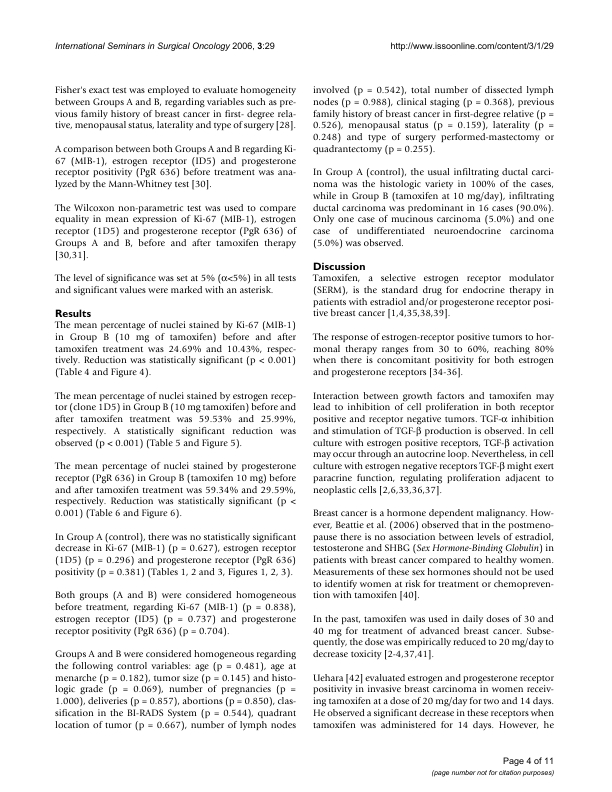 International Seminars in Surgical Oncology 2006, 3:29
http://www.issoonline.com/content/3/1/29
Fisher's exact test was employed to evaluate homogeneity
between Groups A and B, regarding variables such as pre-
vious family history of breast cancer in first- degree rela-
tive, menopausal status, laterality and type of surgery [28].
A comparison between both Groups A and B regarding Ki-
67 (MIB-1), estrogen receptor (ID5) and progesterone
receptor positivity (PgR 636) before treatment was ana-
lyzed by the Mann-Whitney test [30].
The Wilcoxon non-parametric test was used to compare
equality in mean expression of Ki-67 (MIB-1), estrogen
receptor (1D5) and progesterone receptor (PgR 636) of
Groups A and B, before and after tamoxifen therapy
[30,31].
The level of significance was set at 5% (α<5%) in all tests
and significant values were marked with an asterisk.
Results
The mean percentage of nuclei stained by Ki-67 (MIB-1)
in Group B (10 mg of tamoxifen) before and after
tamoxifen treatment was 24.69% and 10.43%, respec-
tively. Reduction was statistically significant (p < 0.001)
(Table 4 and Figure 4).
The mean percentage of nuclei stained by estrogen recep-
tor (clone 1D5) in Group B (10 mg tamoxifen) before and
after tamoxifen treatment was 59.53% and 25.99%,
respectively. A statistically significant reduction was
observed (p < 0.001) (Table 5 and Figure 5).
The mean percentage of nuclei stained by progesterone
receptor (PgR 636) in Group B (tamoxifen 10 mg) before
and after tamoxifen treatment was 59.34% and 29.59%,
respectively. Reduction was statistically significant (p <
0.001) (Table 6 and Figure 6).
In Group A (control), there was no statistically significant
decrease in Ki-67 (MIB-1) (p = 0.627), estrogen receptor
(1D5) (p = 0.296) and progesterone receptor (PgR 636)
positivity (p = 0.381) (Tables 1, 2 and 3, Figures 1, 2, 3).
Both groups (A and B) were considered homogeneous
before treatment, regarding Ki-67 (MIB-1) (p = 0.838),
estrogen receptor (ID5) (p = 0.737) and progesterone
receptor positivity (PgR 636) (p = 0.704).
Groups A and B were considered homogeneous regarding
the following control variables: age (p = 0.481), age at
menarche (p = 0.182), tumor size (p = 0.145) and histo-
logic grade (p = 0.069), number of pregnancies (p =
1.000), deliveries (p = 0.857), abortions (p = 0.850), clas-
sification in the BI-RADS System (p = 0.544), quadrant
location of tumor (p = 0.667), number of lymph nodes
involved (p = 0.542), total number of dissected lymph
nodes (p = 0.988), clinical staging (p = 0.368), previous
family history of breast cancer in first-degree relative (p =
0.526), menopausal status (p = 0.159), laterality (p =
0.248) and type of surgery performed-mastectomy or
quadrantectomy (p = 0.255).
In Group A (control), the usual infiltrating ductal carci-
noma was the histologic variety in 100% of the cases,
while in Group B (tamoxifen at 10 mg/day), infiltrating
ductal carcinoma was predominant in 16 cases (90.0%).
Only one case of mucinous carcinoma (5.0%) and one
case of undifferentiated neuroendocrine carcinoma
(5.0%) was observed.
Discussion
Tamoxifen, a selective estrogen receptor modulator
(SERM), is the standard drug for endocrine therapy in
patients with estradiol and/or progesterone receptor posi-
tive breast cancer [1,4,35,38,39].
The response of estrogen-receptor positive tumors to hor-
monal therapy ranges from 30 to 60%, reaching 80%
when there is concomitant positivity for both estrogen
and progesterone receptors [34-36].
Interaction between growth factors and tamoxifen may
lead to inhibition of cell proliferation in both receptor
positive and receptor negative tumors. TGF-α inhibition
and stimulation of TGF-β production is observed. In cell
culture with estrogen positive receptors, TGF-β activation
may occur through an autocrine loop. Nevertheless, in cell
culture with estrogen negative receptors TGF-β might exert
paracrine function, regulating proliferation adjacent to
neoplastic cells [2,6,33,36,37].
Breast cancer is a hormone dependent malignancy. How-
ever, Beattie et al. (2006) observed that in the postmeno-
pause there is no association between levels of estradiol,
testosterone and SHBG (Sex Hormone-Binding Globulin) in
patients with breast cancer compared to healthy women.
Measurements of these sex hormones should not be used
to identify women at risk for treatment or chemopreven-
tion with tamoxifen [40].
In the past, tamoxifen was used in daily doses of 30 and
40 mg for treatment of advanced breast cancer. Subse-
quently, the dose was empirically reduced to 20 mg/day to
decrease toxicity [2-4,37,41].
Uehara [42] evaluated estrogen and progesterone receptor
positivity in invasive breast carcinoma in women receiv-
ing tamoxifen at a dose of 20 mg/day for two and 14 days.
He observed a significant decrease in these receptors when
tamoxifen was administered for 14 days. However, he
Page 4 of 11
(page number not for citation purposes)